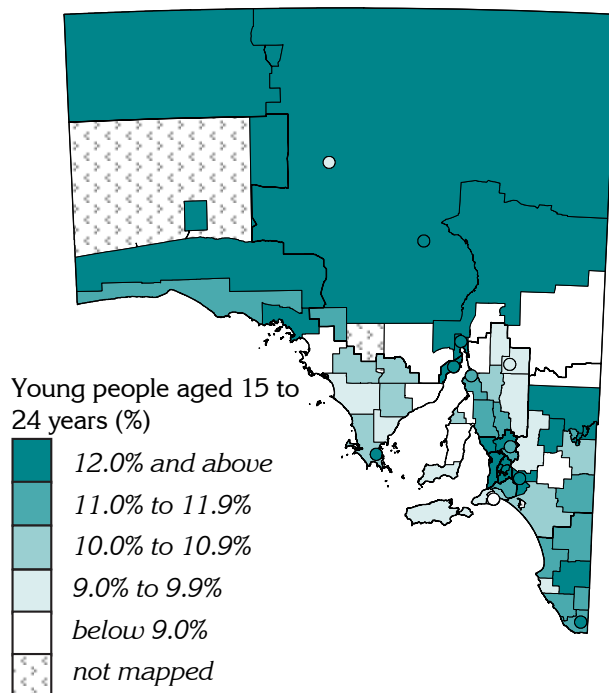 Young people aged 15 to
24 years (%)
12.0% and above
11.0% to 11.9%
10.0% to 10.9%
9.0% to 9.9%
below 9.0%
not mapped